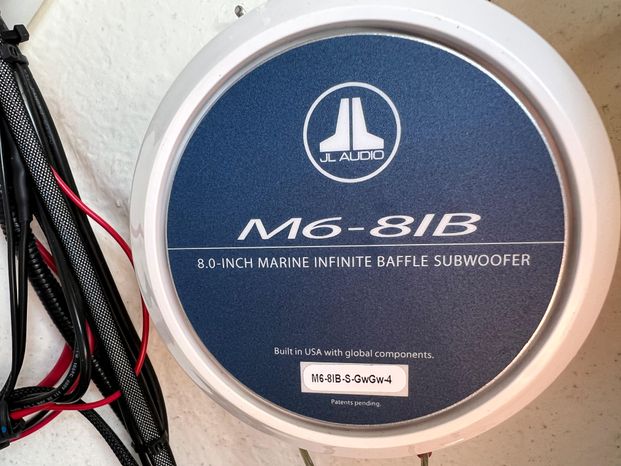 JL AUDIO
M6-8IB
8.0-INCH MARINE INFINITE BAFFLE SUBWOOFER
Built in USA with global components.
M6-8IB-S-GwGw-4
Patents pending.